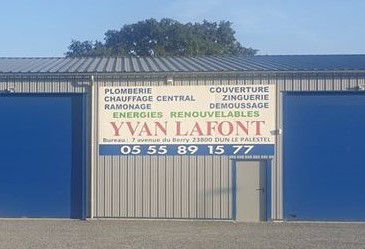 PLOMBERIE COUVERTURE
CHAUFFAGE CENTRAL ZINGUERIE
RAMONAGE DEMOUSSAGE
ENERGIES RENOUVELABLES
YVAN LAFONT
Bureau : 7 avenue du Berry 23800 DUN LE PALESTEL
05 55 89 15 77